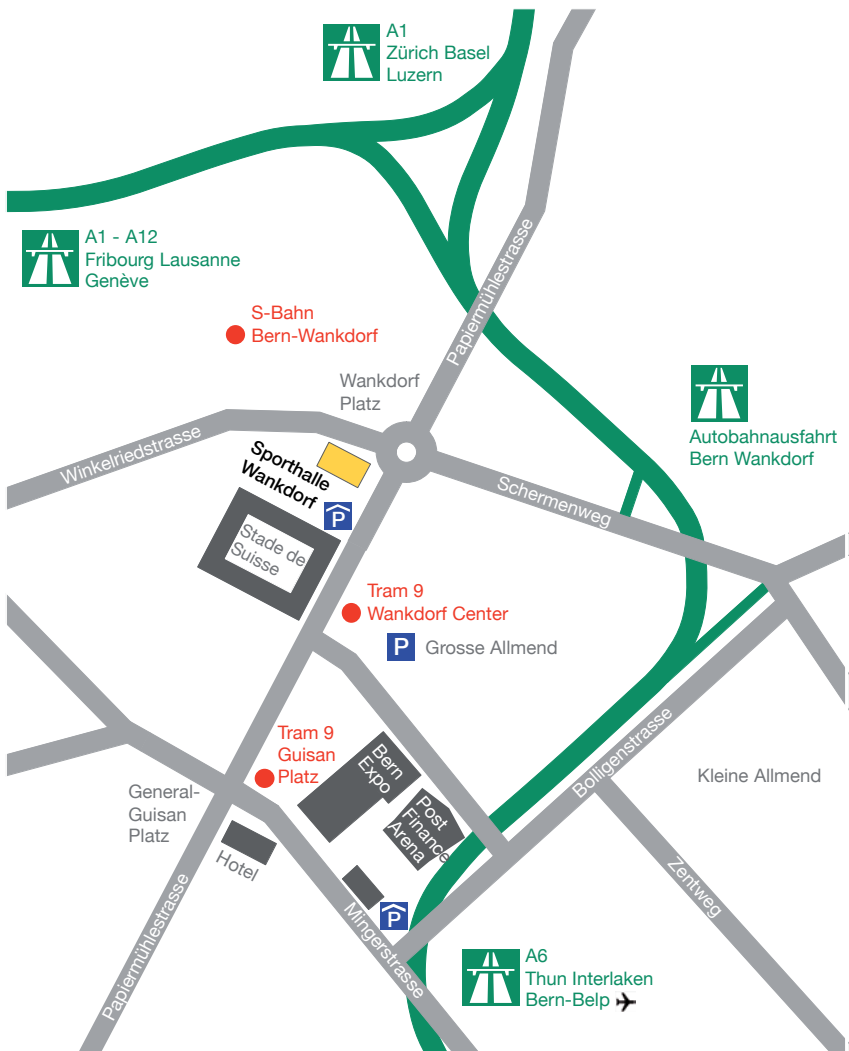 A1
Zürich Basel
Luzern
A1 - A12
Fribourg Lausanne
Genève
S-Bahn
Bern-Wankdorf
Papiermühlestrasse
Wankdorf
Platz
Autobahnausfahrt
Bern Wankdorf
Winkelriedstrasse
Sporthalle
Wankdorf
P
Schermenweg
Stade de
Suisse
Tram 9
Wankdorf Center
P
Grosse Allmend
Tram 9
Guisan
Platz
Bern
Expo
Bolligenstrasse
Kleine Allmend
General-
Guisan
Platz
Post
Finance
Arena
Hotel
Zentweg
P
Mingerstrasse
Papiermühlestrasse
A6
Thun Interlaken
Bern-Belp